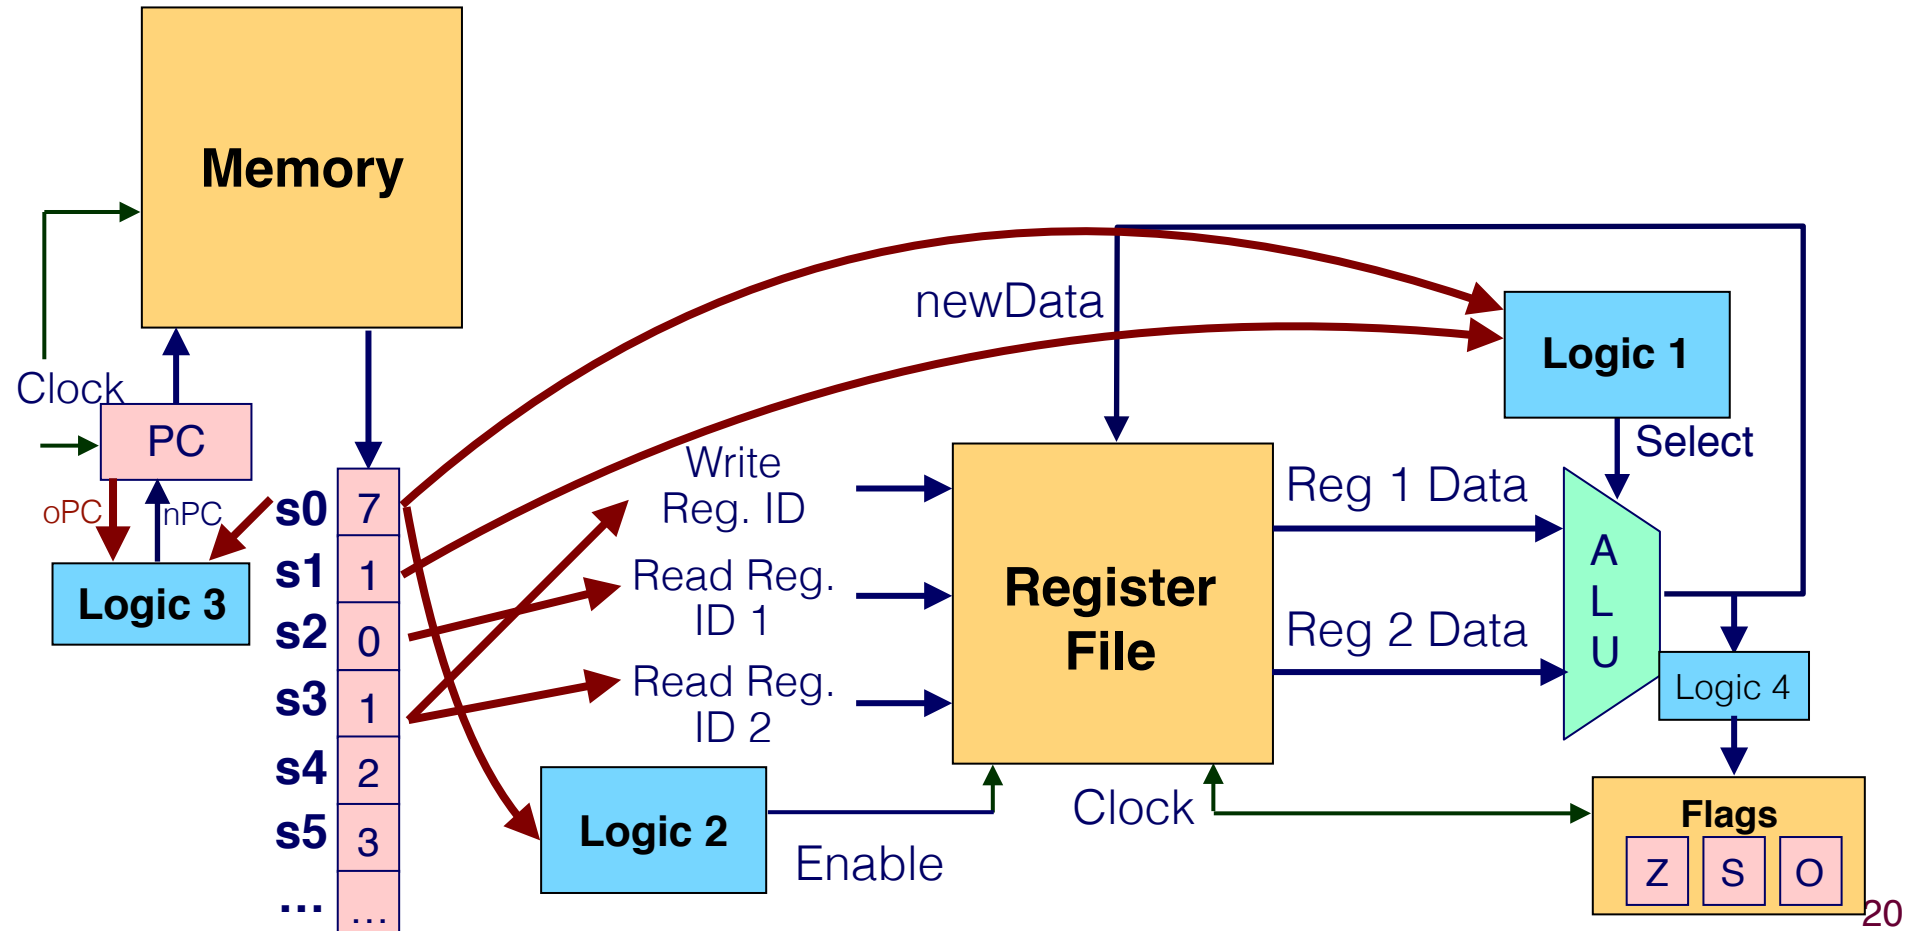 Memory
newData
Logic 1
Clock
PC
Select
Write
Reg. ID
Reg 1 Data
s0 7
oPC
nPC
s1 1
Read Reg.
ID 1
Register
File
A
L
U
Logic 3
s2 0
Reg 2 Data
s3 1
Read Reg.
ID 2
Logic 4
s4 2
Clock
Logic 2
Flags
s5 3
Enable
Z S O
... ...
20